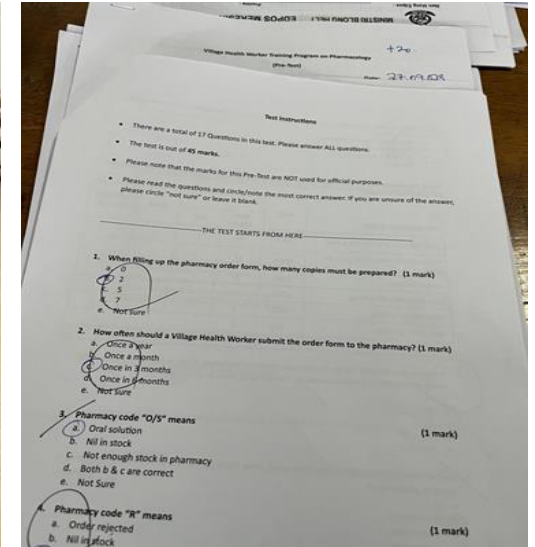 MINISTRI BLONG HELT
Village Health Worker Training Program on Pharmacology
(Pre-Test)
+20
Date: 27.09.2023
Test Instructions
• There are a total of 17 Questions in this test. Please answer ALL questions.
• The test is out of 45 marks.
• Please note that the marks for this Pre-Test are NOT used for official purposes.
• Please read the questions and circle/note the most correct answer. If you are unsure of the answer,
please circle "not sure" or leave it blank.
THE TEST STARTS FROM HERE
1. When filling up the pharmacy order form, how many copies must be prepared? (1 mark)
a. 0
b. 2
c. 5
d. 7
e. Not sure
2. How often should a Village Health Worker submit the order form to the pharmacy? (1 mark)
a. Once a year
b. Once a month
c. Once in 3 months
d. Once in 6 months
e. Not sure
3. Pharmacy code "O/S" means (1 mark)
a. Oral solution
b. Nil in stock
c. Not enough stock in pharmacy
d. Both b & c are correct
e. Not Sure
4. Pharmacy code "R" means (1 mark)
a. Order rejected
b. Nil in stock